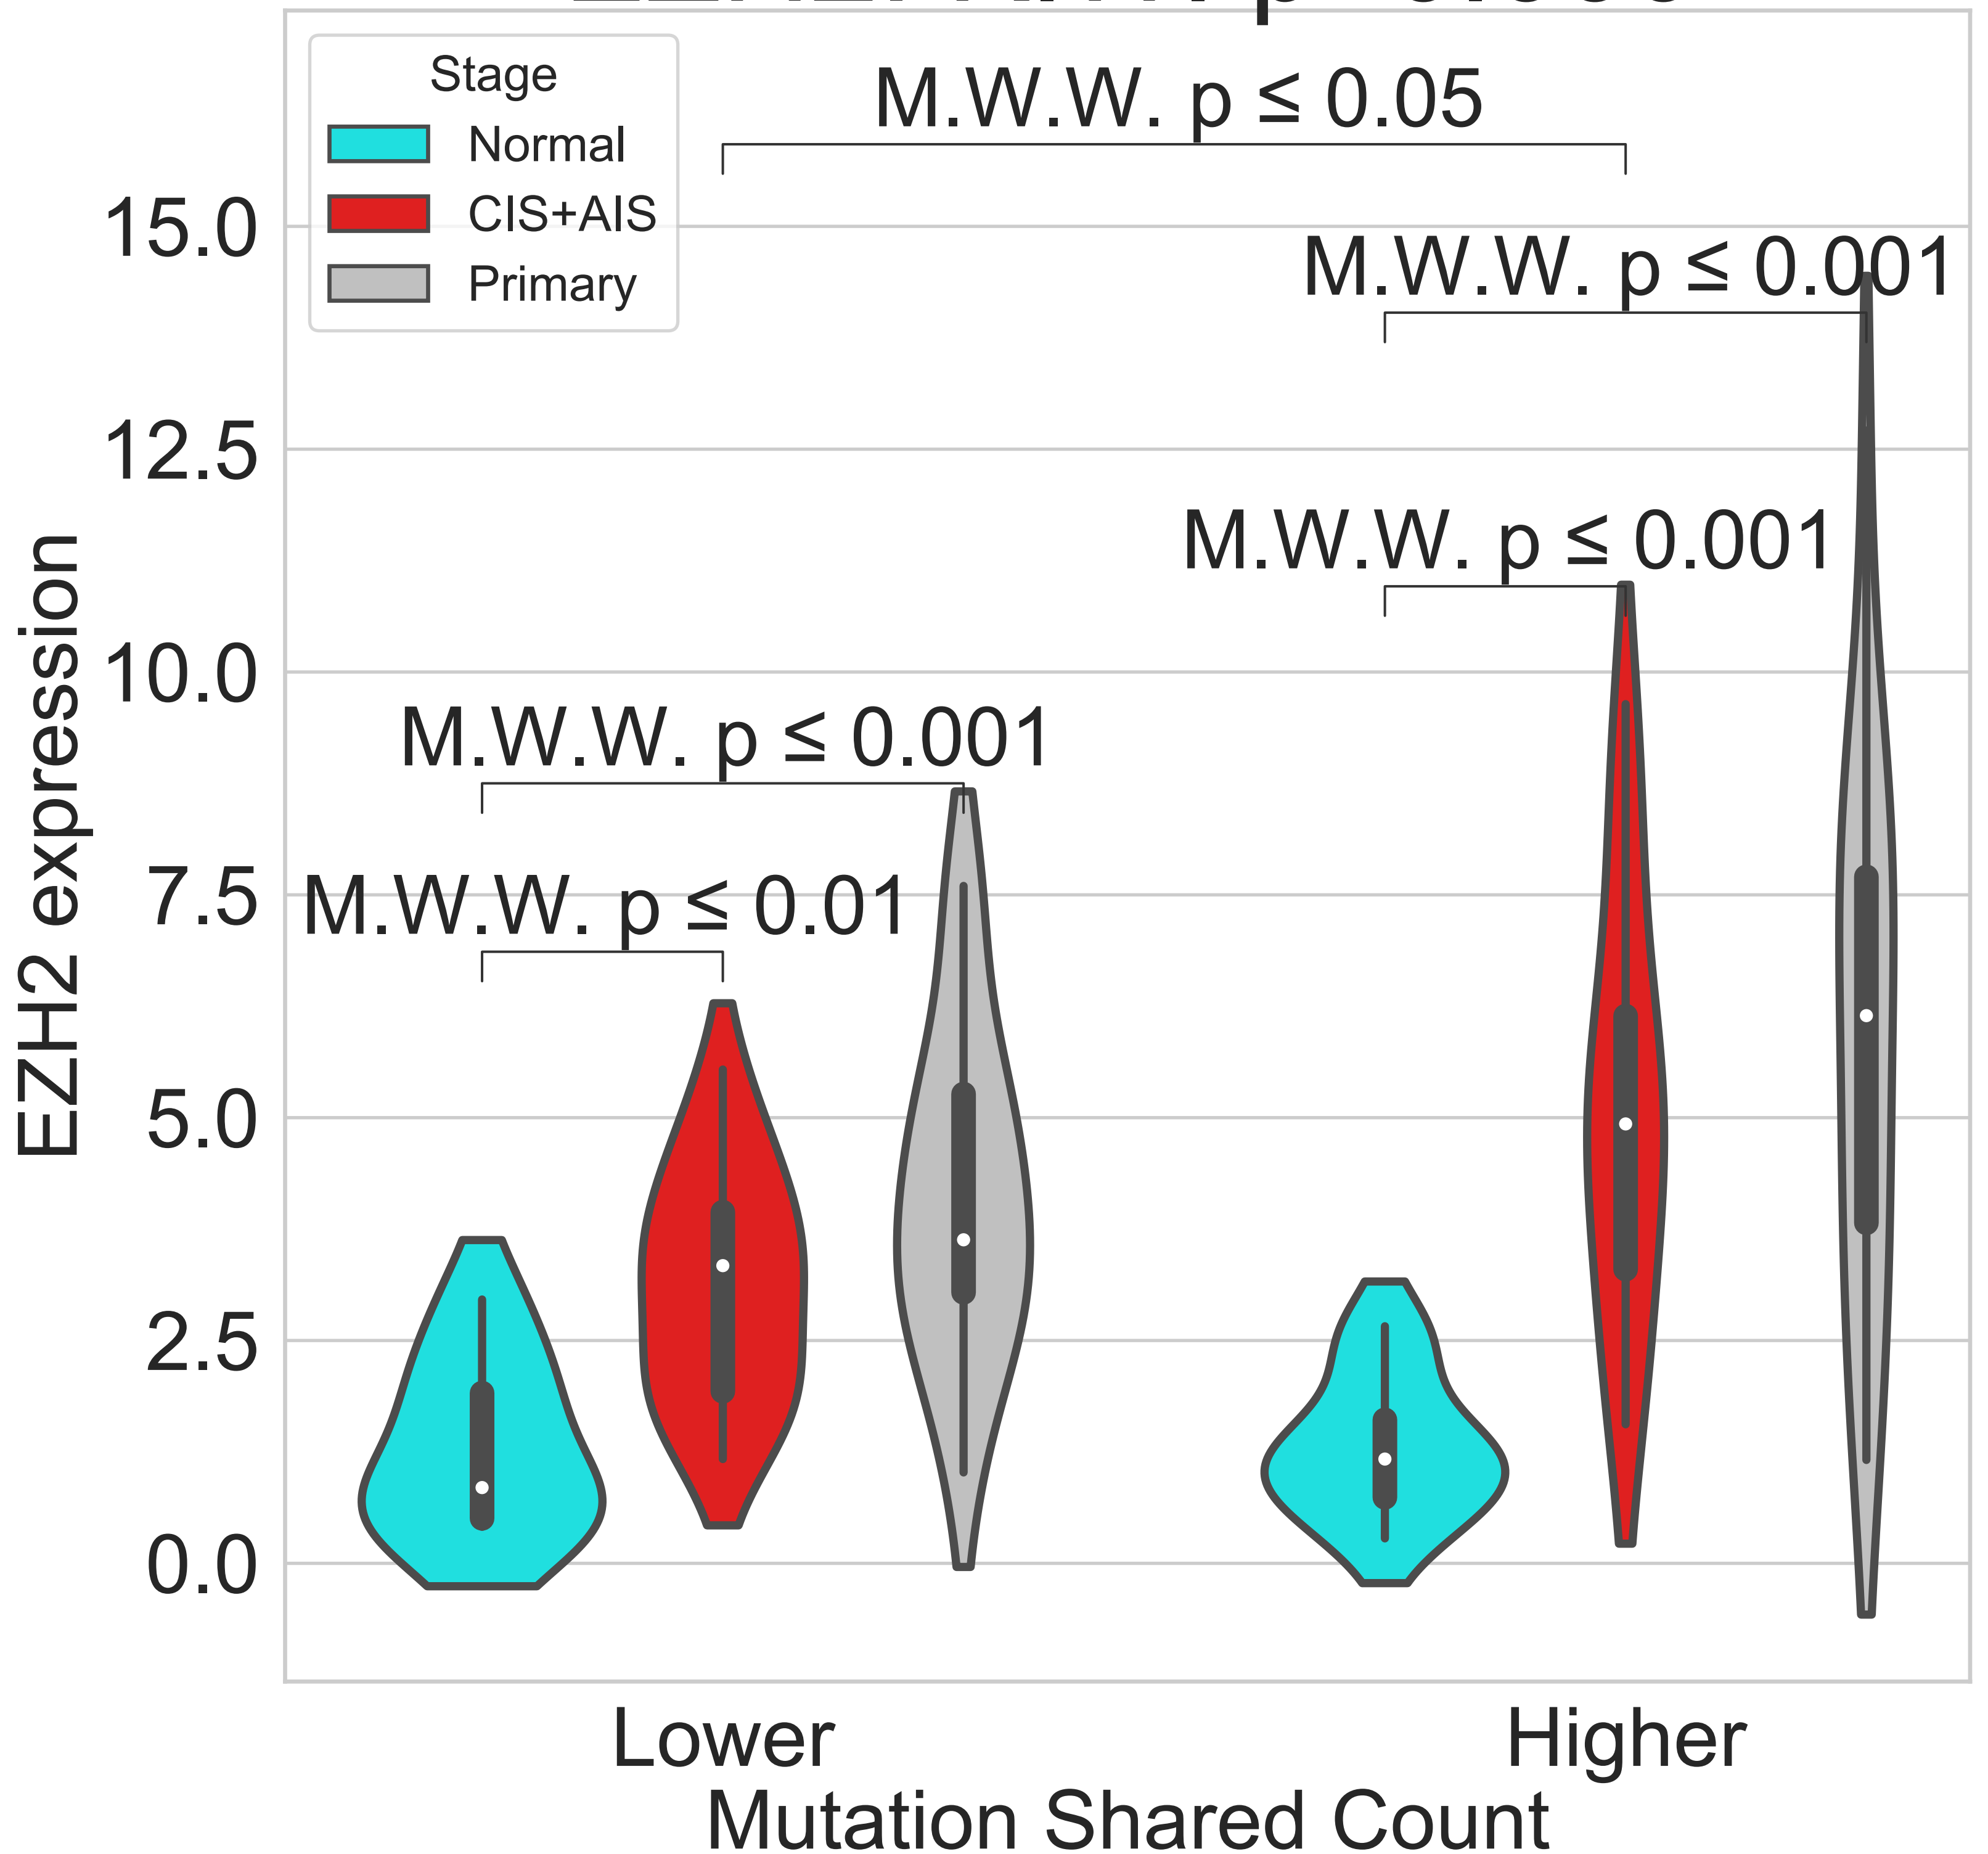 Stage
Normal
CIS+AIS
Primary
M.W.W. p ≤ 0.05
M.W.W. p ≤ 0.001
M.W.W. p ≤ 0.001
M.W.W. p ≤ 0.001
M.W.W. p ≤ 0.01
15.0
12.5
10.0
7.5
5.0
2.5
0.0
EZH2 expression
Lower
Higher
Mutation Shared Count